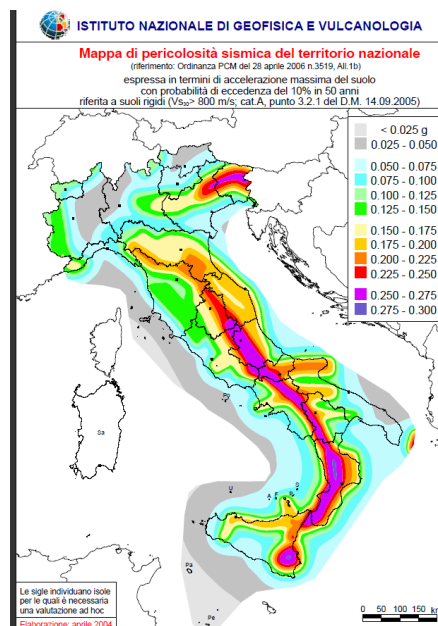 ISTITUTO NAZIONALE DI GEOFISICA E VULCANOLOGIA
Mappa di pericolosità sismica del territorio nazionale
(riferimento: Ordinanza PCM del 28 aprile 2006 n.3519, All.1b)
espressa in termini di accelerazione massima del suolo
con probabilità di eccedenza del 10% in 50 anni
riferita a suoli rigidi (Vs₃₀> 800 m/s; cat.A, punto 3.2.1 del D.M. 14.09.2005)
< 0.025 g
0.025 - 0.050
0.050 - 0.075
0.075 - 0.100
0.100 - 0.125
0.125 - 0.150
0.150 - 0.175
0.175 - 0.200
0.200 - 0.225
0.225 - 0.250
0.250 - 0.275
0.275 - 0.300
Sa
U
A
S
Pa
Pe
Le sigle individuano isole
per le quali è necessaria
una valutazione ad hoc
Elaborazione: aprile 2004
0 50 100 150 km